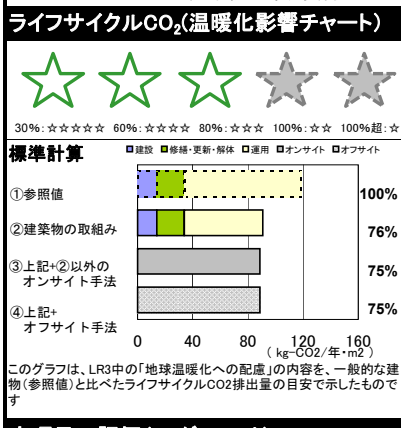 ライフサイクルCO₂(温暖化影響チャート)
30%: ☆☆☆☆☆ 60%: ☆☆☆☆ 80%: ☆☆☆ 100%: ☆☆ 100%超: ☆
標準計算
建設 修繕・更新・解体 運用 オンサイト オフサイト
①参照値 100%
②建築物の取組み 76%
③上記+②以外の
オンサイト手法 75%
④上記+
オフサイト手法 75%
0 40 80 120 160
( kg-CO2/年・m2 )
このグラフは、LR3中の「地球温暖化への配慮」の内容を、一般的な建
物(参照値)と比べたライフサイクルCO2排出量の目安で示したもので
す